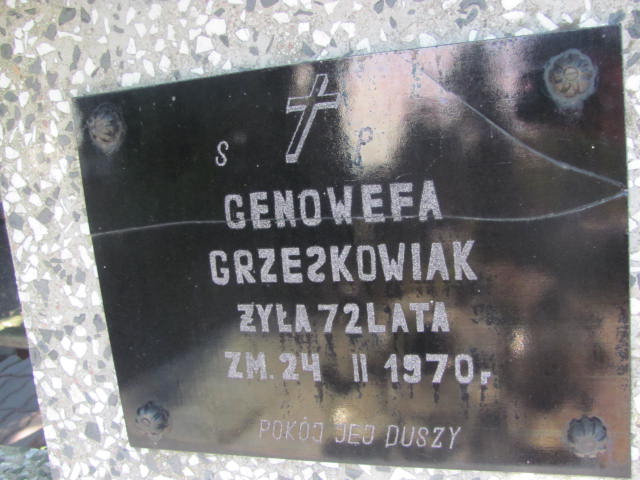 S P
GENOWEFA
GRZESKOWIAK
ŻYŁA 72 LATA
ZM. 24 II 1970 r
POKÓJ JEJ DUSZY